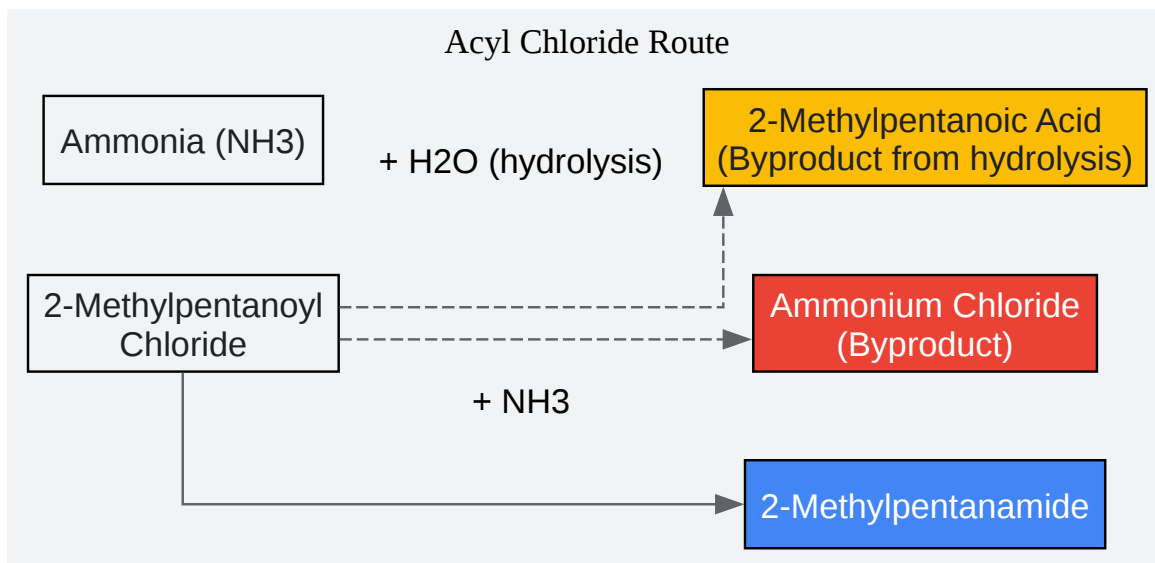 Acyl Chloride Route
Ammonia (NH3)
+ H2O (hydrolysis)
2-Methylpentanoic Acid
(Byproduct from hydrolysis)
2-Methylpentanoyl
Chloride
Ammonium Chloride
(Byproduct)
+ NH3
2-Methylpentanamide